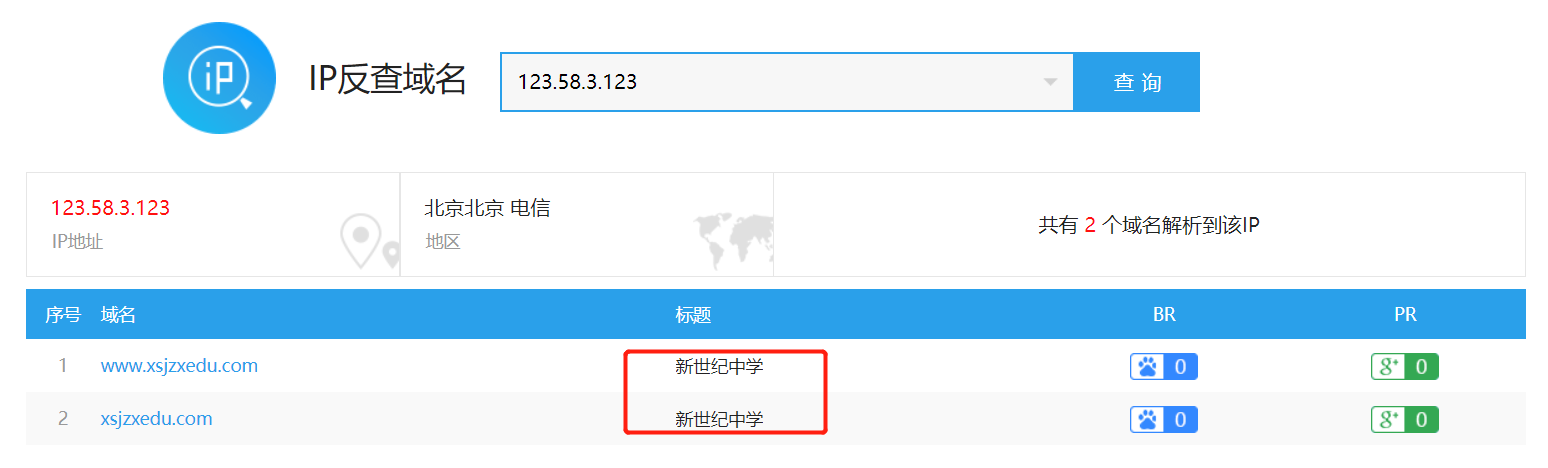 iP
IP反查域名
123.58.3.123
查 询
123.58.3.123
IP地址
北京北京 电信
地区
共有 2 个域名解析到该IP
序号 域名 标题 BR PR
1 www.xsjzxedu.com 新世纪中学 0 g+ 0
2 xsjzxedu.com 新世纪中学 0 g+ 0